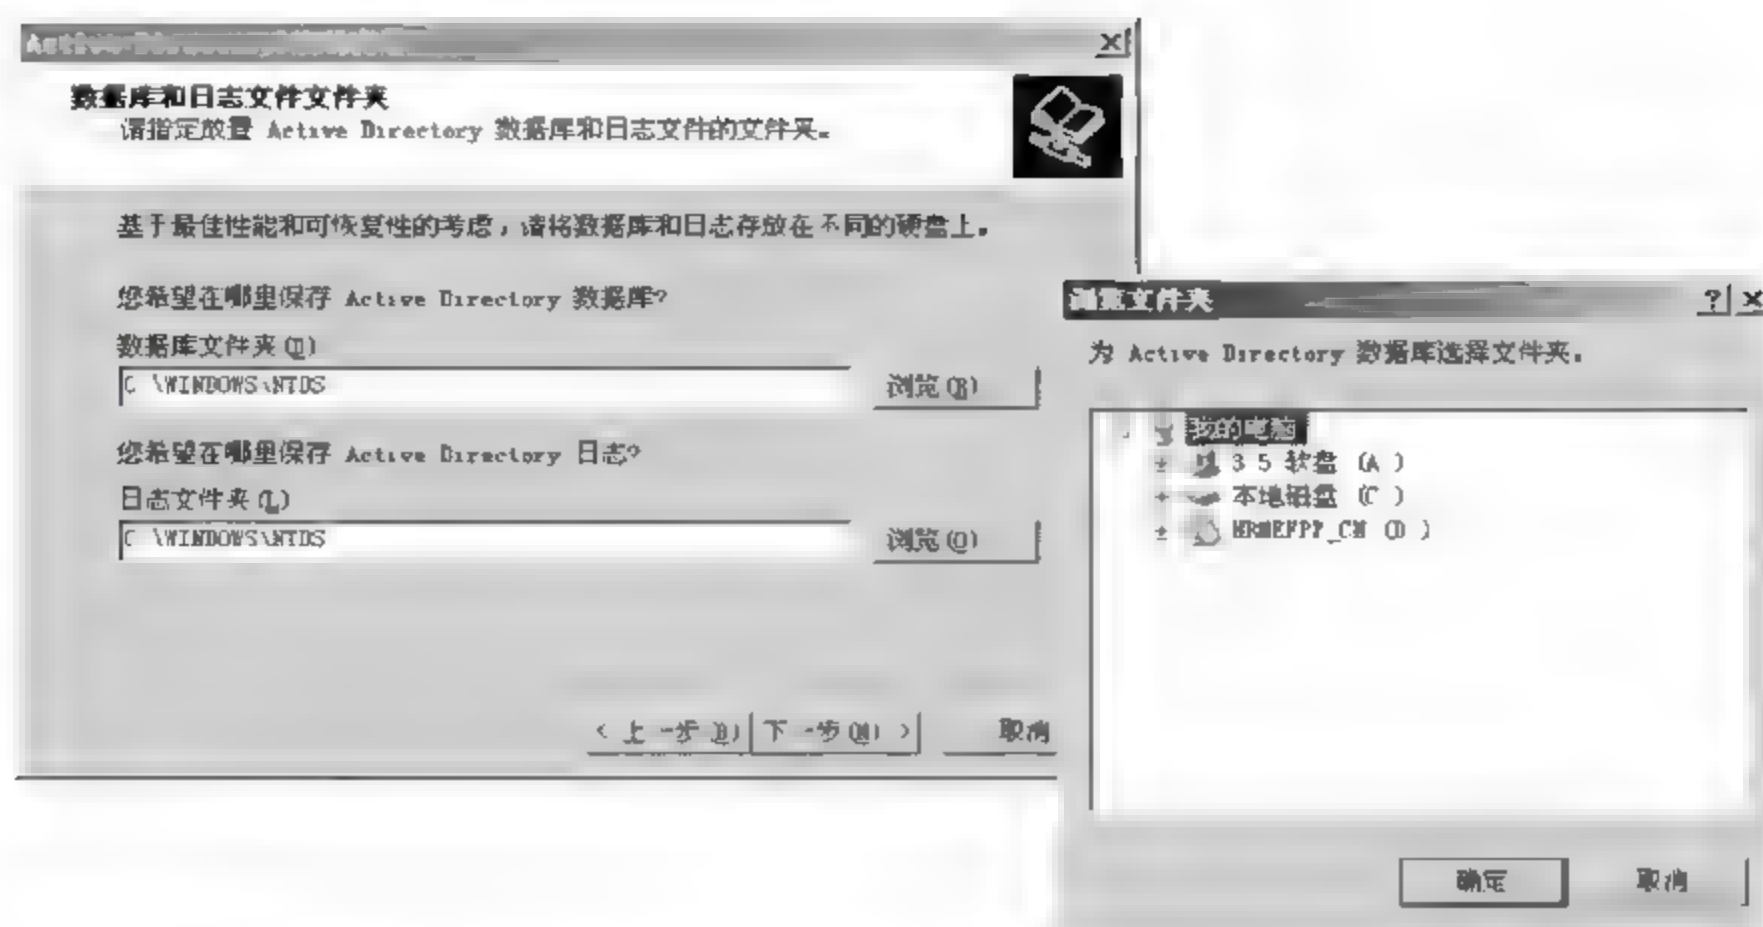 数据库和日志文件文件夹
请指定放置 Active Directory 数据库和日志文件的文件夹。
基于最佳性能和可恢复性的考虑，请将数据库和日志存放在不同的硬盘上。
您希望在哪里保存 Active Directory 数据库?
数据库文件夹(D)
C \WINDOWS\NTDS
浏览(R)
您希望在哪里保存 Active Directory 日志?
日志文件夹(L)
C \WINDOWS\NTDS
浏览(O)
< 上一步(B)
下一步(N) >
取消
浏览文件夹
为 Active Directory 数据库选择文件夹。
我的电脑
3 5 软盘 (A )
本地磁盘 (C )
(D )
确定
取消